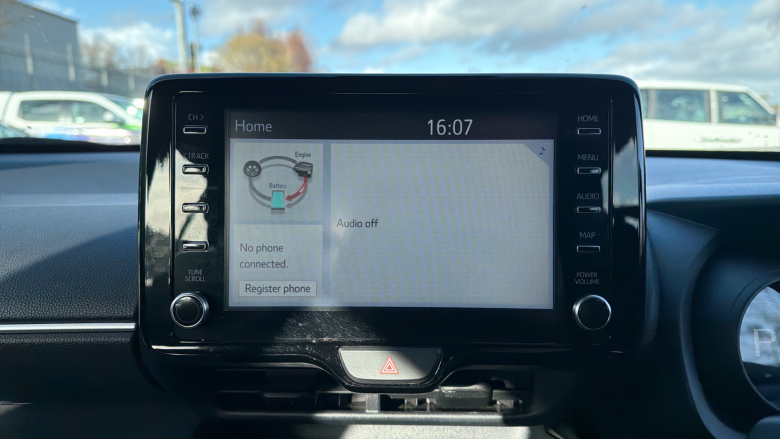 CH >
TRACK
TUNE
SCROLL
Home
16:07
Engine
Battery
Audio off
No phone
connected.
Register phone
HOME
MENU
AUDIO
MAP
POWER
VOLUME
P